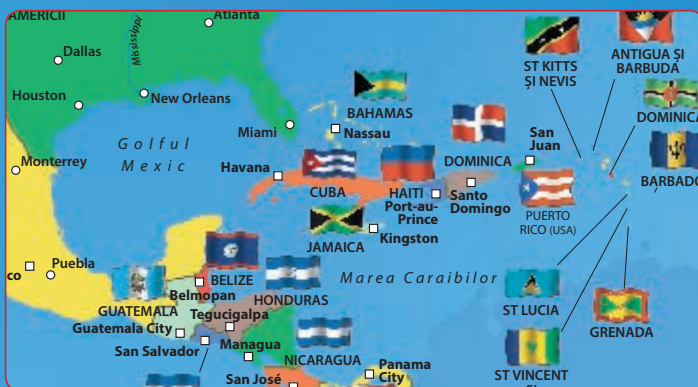 AMERICII
Atlanta
Mississippi
Dallas
Houston
New Orleans
Miami
Golful
Mexic
Monterrey
BAHAMAS
Nassau
Havana
CUBA
HAITI
Port-au-
Prince
DOMINICA
Santo
Domingo
San
Juan
PUERTO
RICO (USA)
ST KITTS
ȘI NEVIS
ANTIGUA ȘI
BARBUDA
DOMINICA
BARBADO
JAMAICA
Kingston
Marea Caraibilor
co
Puebla
BELIZE
Belmopan
GUATEMALA
Guatemala City
HONDURAS
Tegucigalpa
San Salvador
Managua
NICARAGUA
San José
Panama
City
ST LUCIA
GRENADA
ST VINCENT